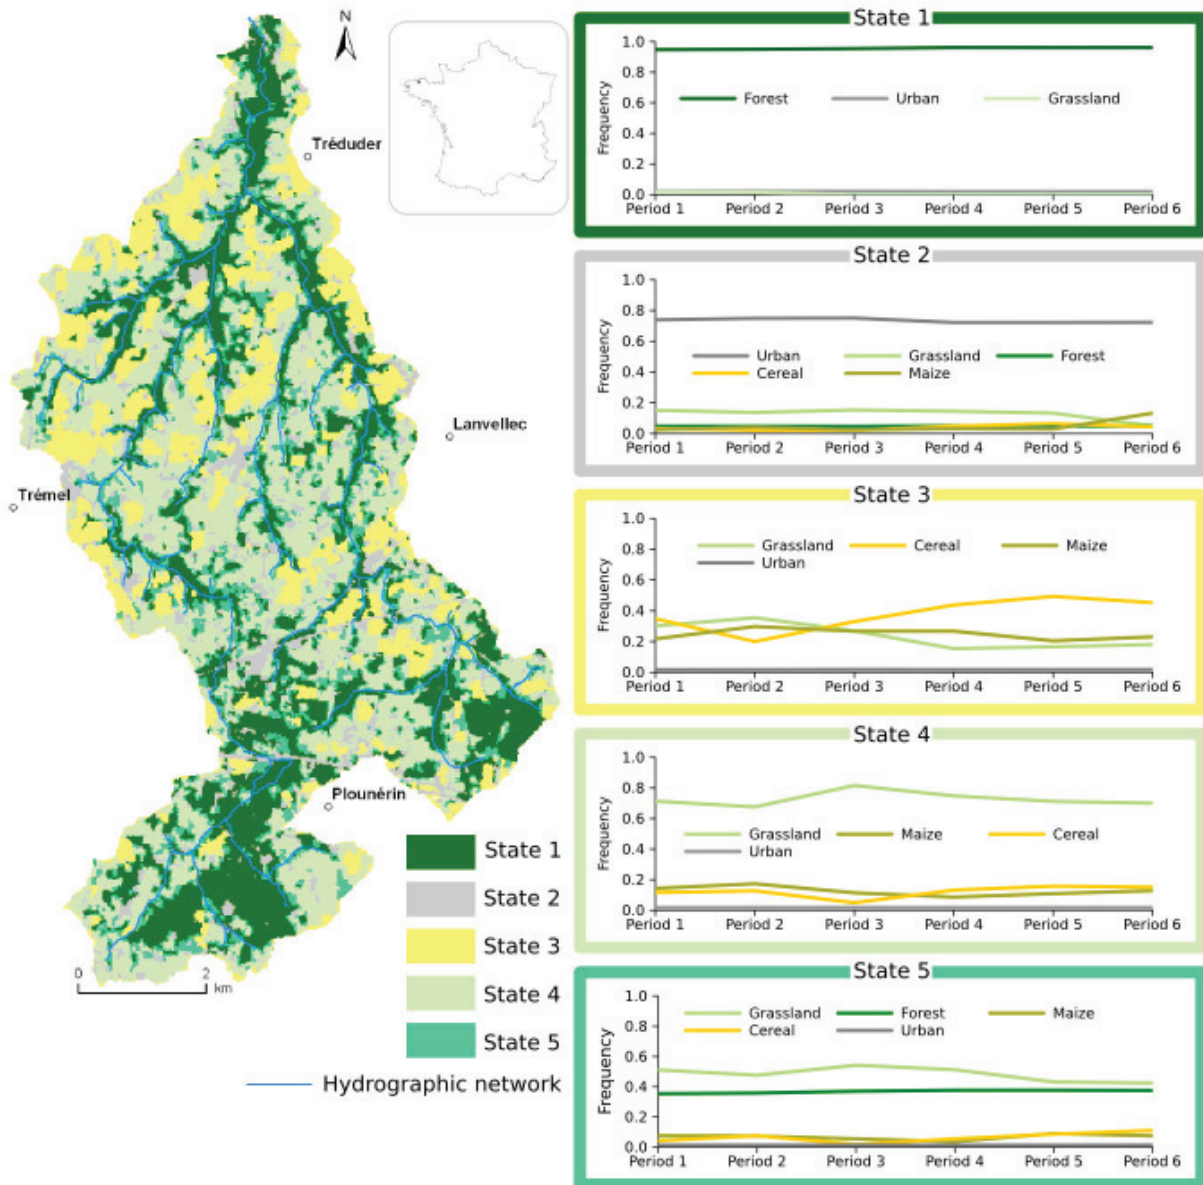 N
Tréduder
Lanvellec
Trémel
Plounérin
0 2
km
State 1
State 2
State 3
State 4
State 5
Hydrographic network
State 1
Frequency
1.0
0.8
0.6
0.4
0.2
0.0
Forest Urban Grassland
Period 1 Period 2 Period 3 Period 4 Period 5 Period 6
State 2
Frequency
1.0
0.8
0.6
0.4
0.2
0.0
Urban Grassland Forest
Cereal Maize
Period 1 Period 2 Period 3 Period 4 Period 5 Period 6
State 3
Frequency
1.0
0.8
0.6
0.4
0.2
0.0
Grassland Cereal Maize
Urban
Period 1 Period 2 Period 3 Period 4 Period 5 Period 6
State 4
Frequency
1.0
0.8
0.6
0.4
0.2
0.0
Grassland Maize Cereal
Urban
Period 1 Period 2 Period 3 Period 4 Period 5 Period 6
State 5
Frequency
1.0
0.8
0.6
0.4
0.2
0.0
Grassland Forest Maize
Cereal Urban
Period 1 Period 2 Period 3 Period 4 Period 5 Period 6